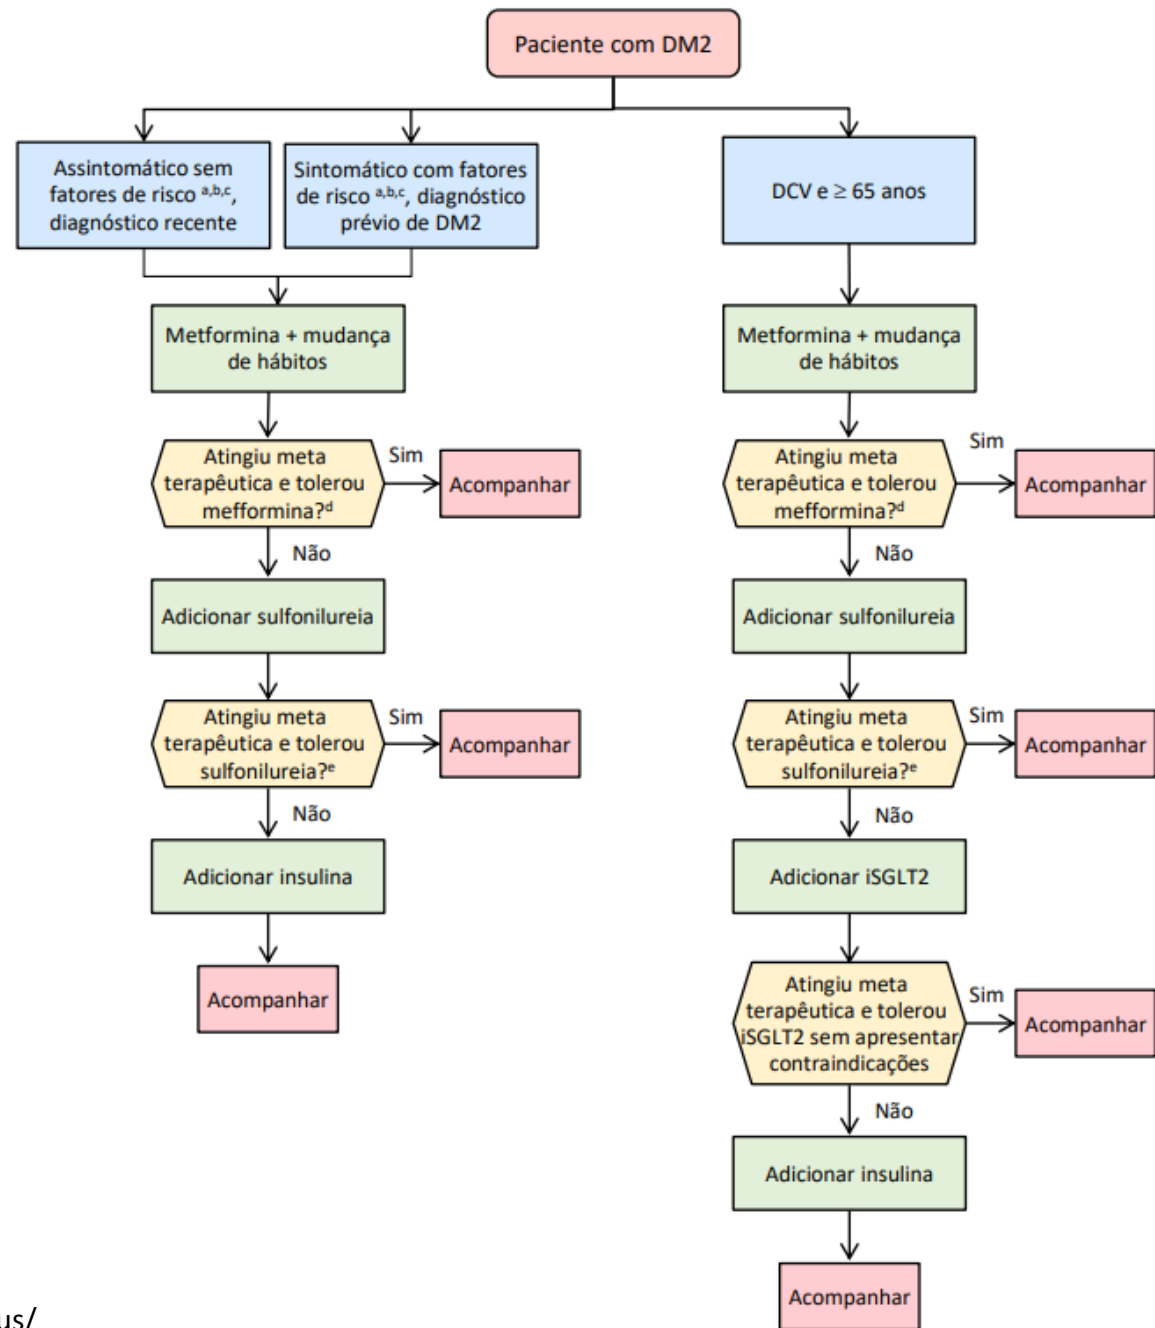 Paciente com DM2
Assintomático sem
fatores de risco a,b,c,
diagnóstico recente
Sintomático com fatores
de risco a,b,c, diagnóstico
prévio de DM2
DCV e ≥ 65 anos
Metformina + mudança
de hábitos
Atingiu meta
terapêutica e tolerou
mefformina?d
Sim
Acompanhar
Não
Adicionar sulfonilureia
Atingiu meta
terapêutica e tolerou
sulfonilureia?e
Sim
Acompanhar
Não
Adicionar insulina
Acompanhar
Metformina + mudança
de hábitos
Atingiu meta
terapêutica e tolerou
mefformina?d
Sim
Acompanhar
Não
Adicionar sulfonilureia
Atingiu meta
terapêutica e tolerou
sulfonilureia?e
Sim
Acompanhar
Não
Adicionar iSGLT2
Atingiu meta
terapêutica e tolerou
iSGLT2 sem apresentar
contraindicações
Sim
Acompanhar
Não
Adicionar insulina
Acompanhar
us/